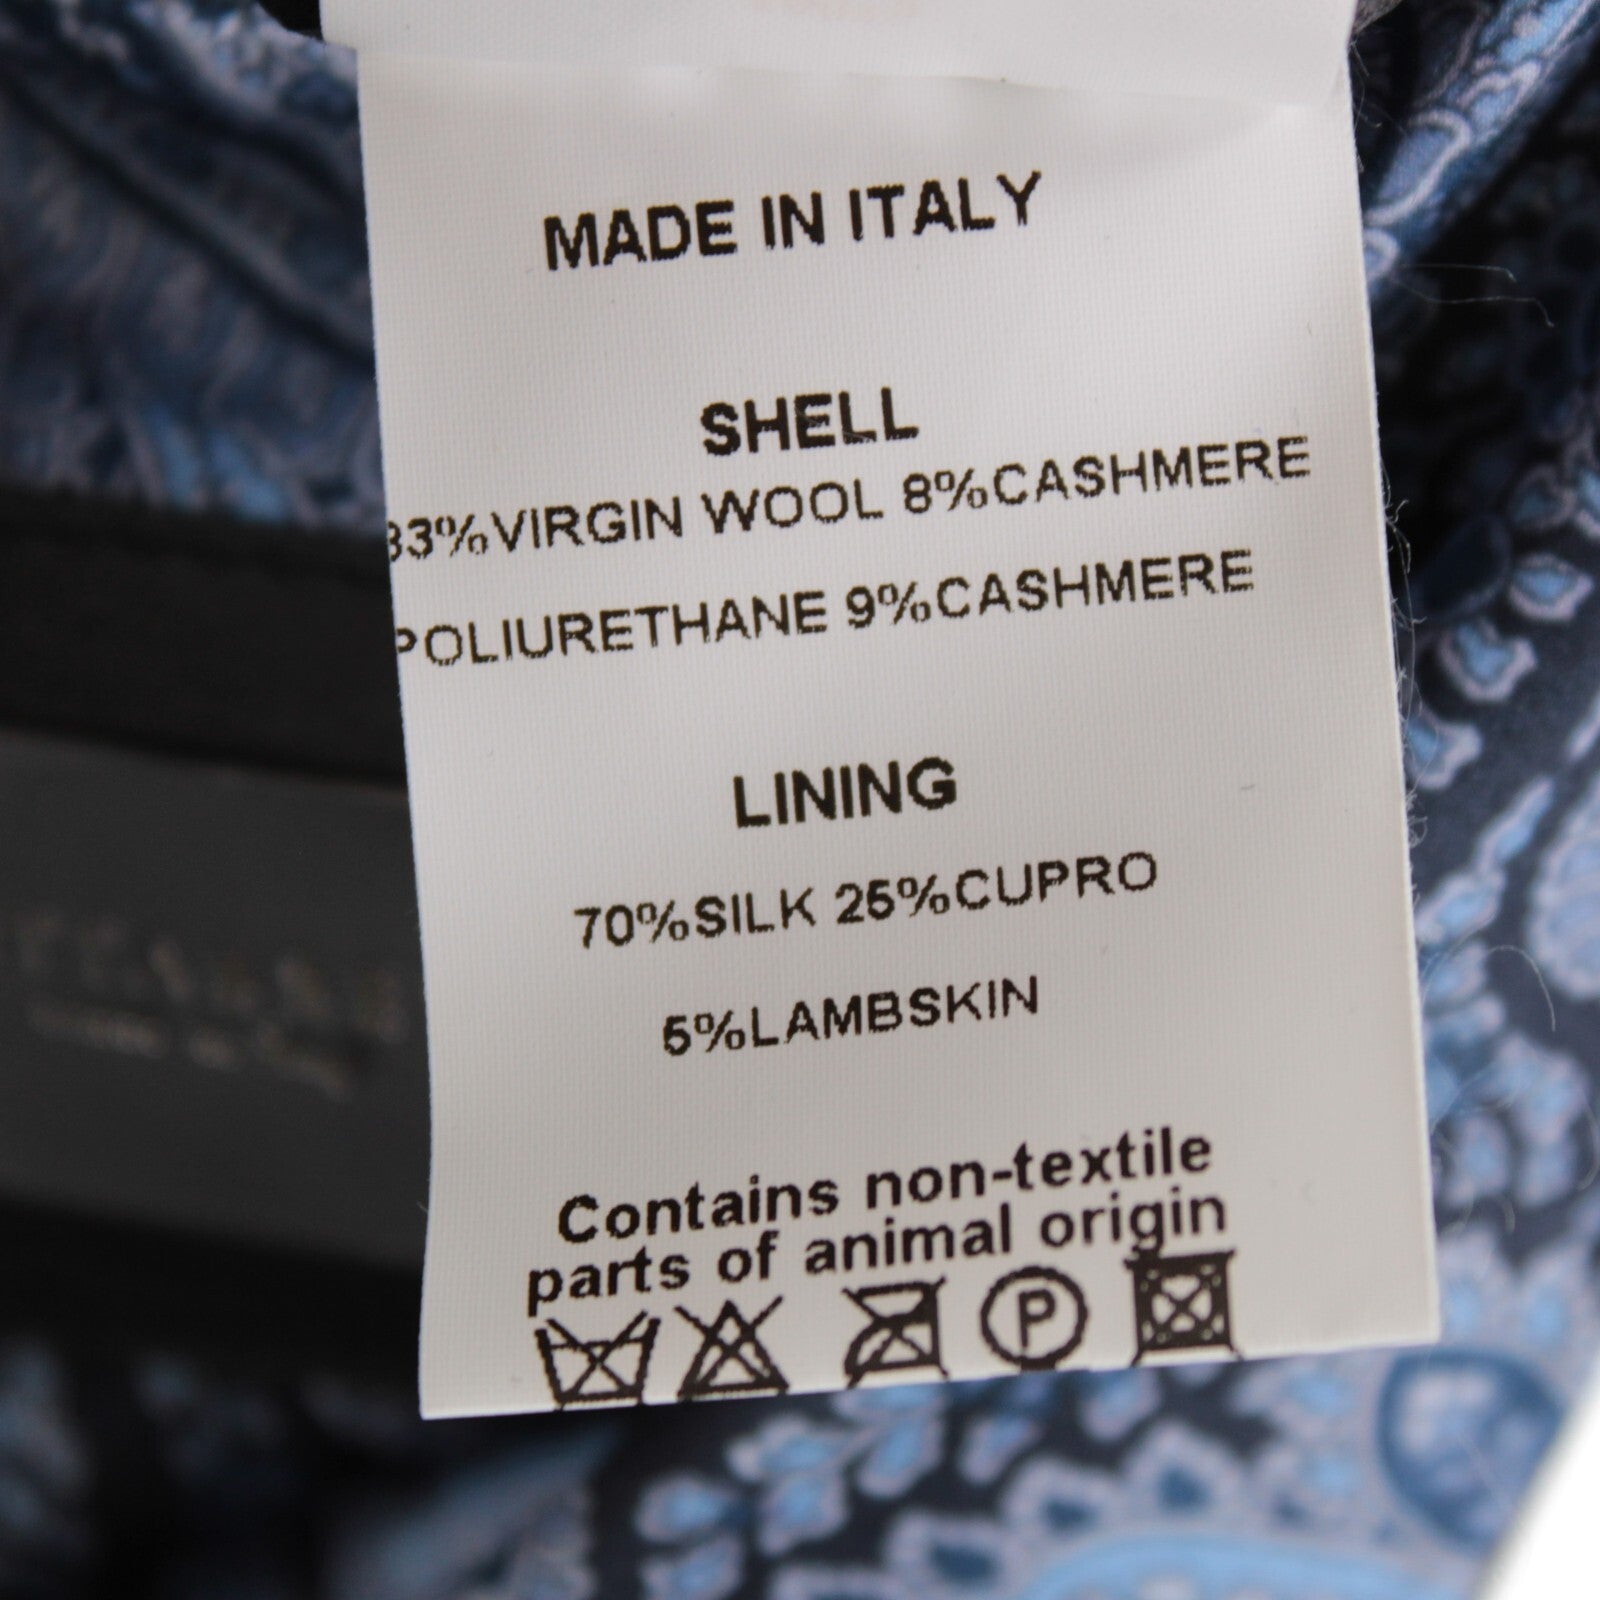 MADE IN ITALY
SHELL
83%VIRGIN WOOL 8%CASHMERE
POLIURETHANE 9%CASHMERE
LINING
70%SILK 25%CUPRO
5%LAMBSKIN
Contains non-textile
parts of animal origin
P